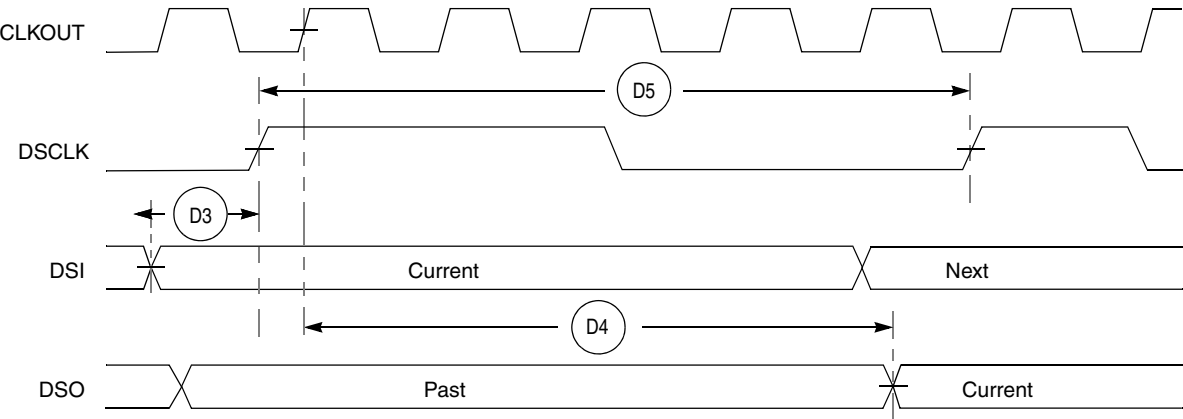 CLKOUT
D5
DSCLK
D3
DSI
Current
Next
D4
DSO
Past
Current